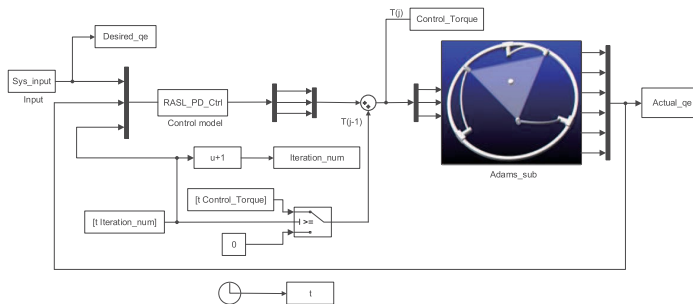 T(j)
Control_Torque
Desired_qe
Sys_input
Input
RASL_PD_Ctrl
Control model
T(j-1)
Adams_sub
Actual_qe
u+1
Iteration_num
[t Control_Torque]
[t Iteration_num]
>=
0
t